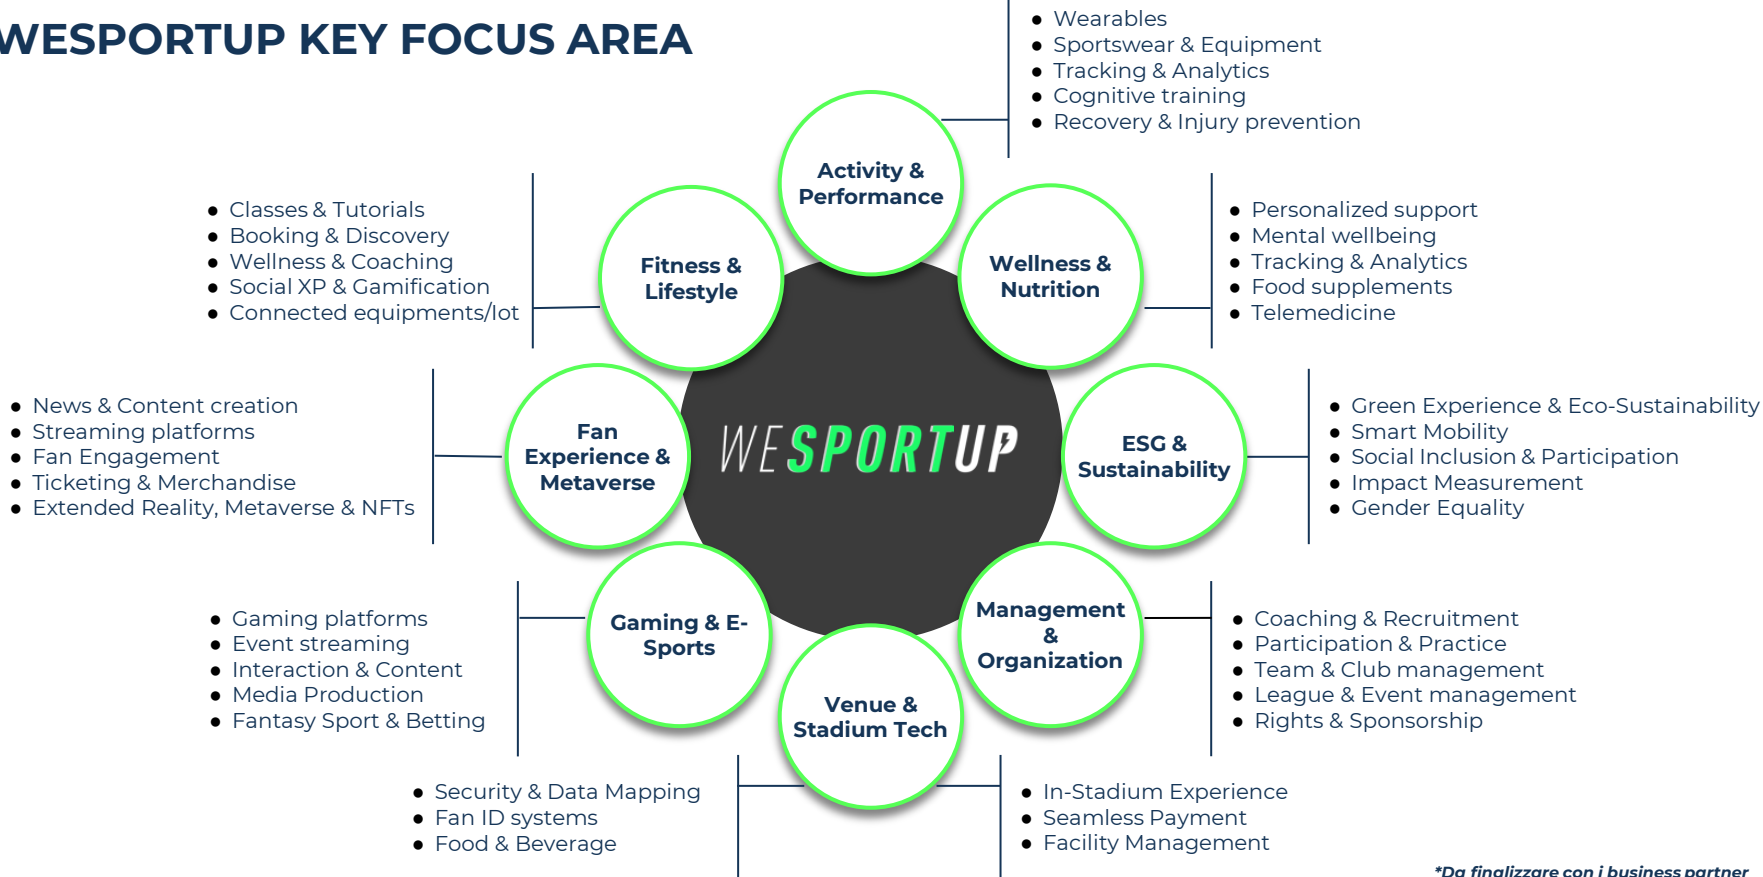 WESPORTUP KEY FOCUS AREA
● Wearables
● Sportswear & Equipment
● Tracking & Analytics
● Cognitive training
● Recovery & Injury prevention
Activity &
Performance
● Classes & Tutorials
● Booking & Discovery
● Wellness & Coaching
● Social XP & Gamification
● Connected equipments/Iot
Fitness &
Lifestyle
Wellness &
Nutrition
● Personalized support
● Mental wellbeing
● Tracking & Analytics
● Food supplements
● Telemedicine
● News & Content creation
● Streaming platforms
● Fan Engagement
● Ticketing & Merchandise
● Extended Reality, Metaverse & NFTs
Fan
Experience &
Metaverse
WESPORTUP
ESG &
Sustainability
● Green Experience & Eco-Sustainability
● Smart Mobility
● Social Inclusion & Participation
● Impact Measurement
● Gender Equality
● Gaming platforms
● Event streaming
● Interaction & Content
● Media Production
● Fantasy Sport & Betting
Gaming & E-
Sports
Management
&
Organization
● Coaching & Recruitment
● Participation & Practice
● Team & Club management
● League & Event management
● Rights & Sponsorship
Venue &
Stadium Tech
● Security & Data Mapping
● Fan ID systems
● Food & Beverage
● In-Stadium Experience
● Seamless Payment
● Facility Management
*Da finalizzare con i business partner